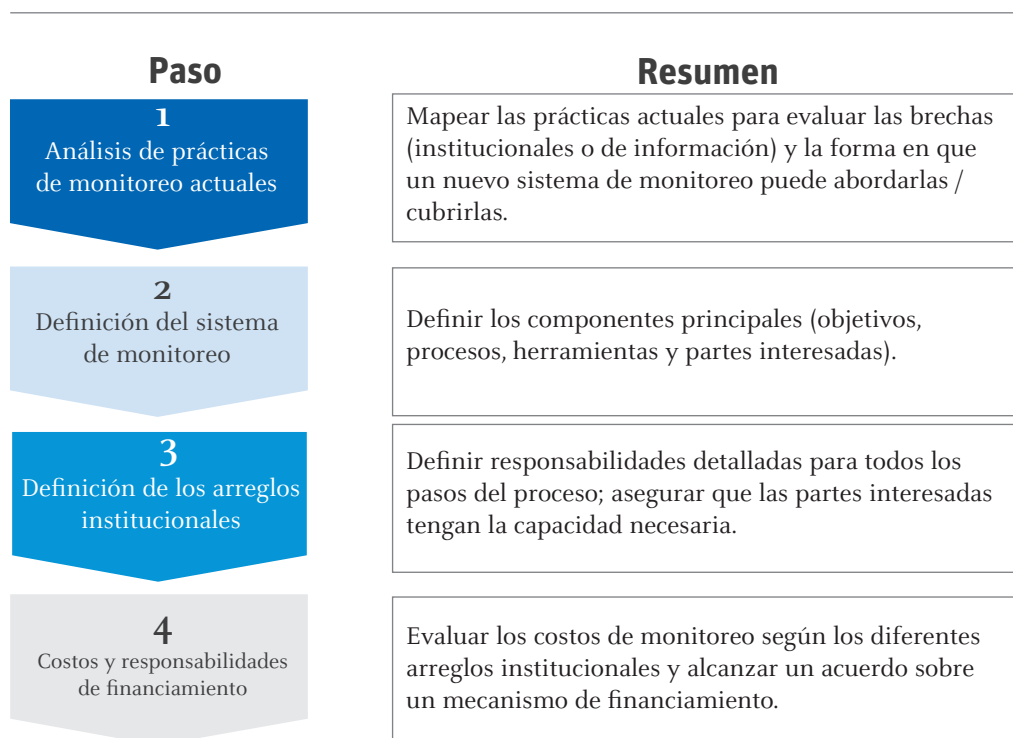 Paso
Resumen
1
Análisis de prácticas
de monitoreo actuales
Mapear las prácticas actuales para evaluar las brechas
(institucionales o de información) y la forma en que
un nuevo sistema de monitoreo puede abordarlas /
cubrirlas.
2
Definición del sistema
de monitoreo
Definir los componentes principales (objetivos,
procesos, herramientas y partes interesadas).
3
Definición de los arreglos
institucionales
Definir responsabilidades detalladas para todos los
pasos del proceso; asegurar que las partes interesadas
tengan la capacidad necesaria.
4
Costos y responsabilidades
de financiamiento
Evaluar los costos de monitoreo según los diferentes
arreglos institucionales y alcanzar un acuerdo sobre
un mecanismo de financiamiento.